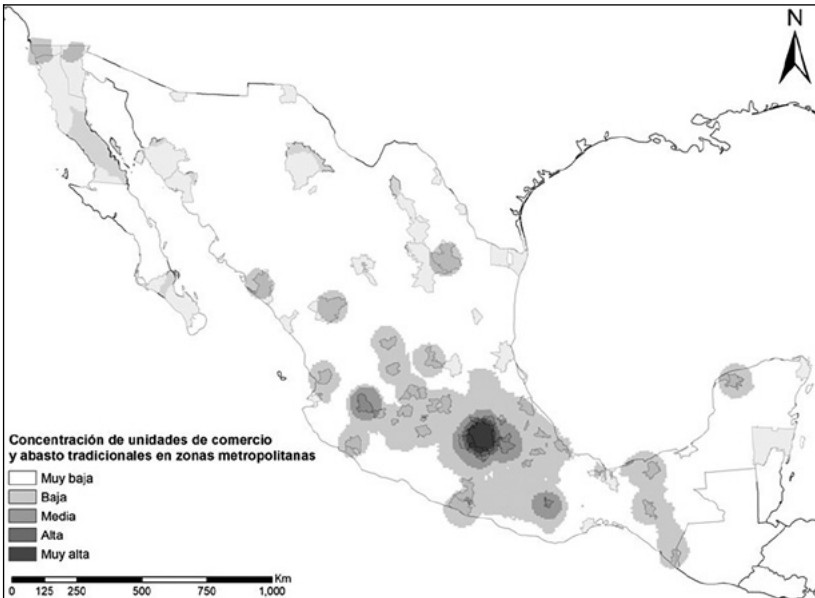 N
Concentración de unidades de comercio
y abasto tradicionales en zonas metropolitanas
Muy baja
Baja
Media
Alta
Muy alta
Km
0 125 250 500 750 1,000